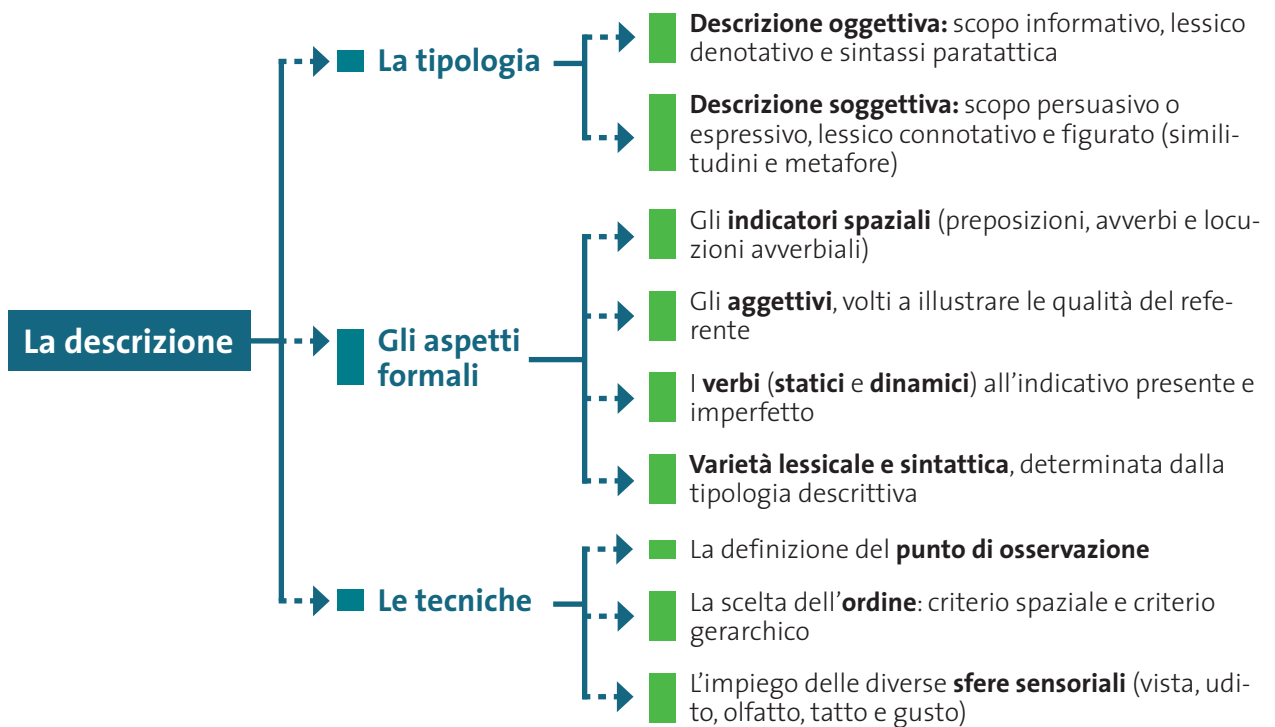 La descrizione
La tipologia
Descrizione oggettiva: scopo informativo, lessico
denotativo e sintassi paratattica
Descrizione soggettiva: scopo persuasivo o
espressivo, lessico connotativo e figurato (simili-
tudini e metafore)
Gli aspetti
formali
Gli indicatori spaziali (preposizioni, avverbi e locu-
zioni avverbiali)
Gli aggettivi, volti a illustrare le qualità del refe-
rente
I verbi (statici e dinamici) all'indicativo presente e
imperfetto
Varietà lessicale e sintattica, determinata dalla
tipologia descrittiva
Le tecniche
La definizione del punto di osservazione
La scelta dell'ordine: criterio spaziale e criterio
gerarchico
L'impiego delle diverse sfere sensoriali (vista, udi-
to, olfatto, tatto e gusto)